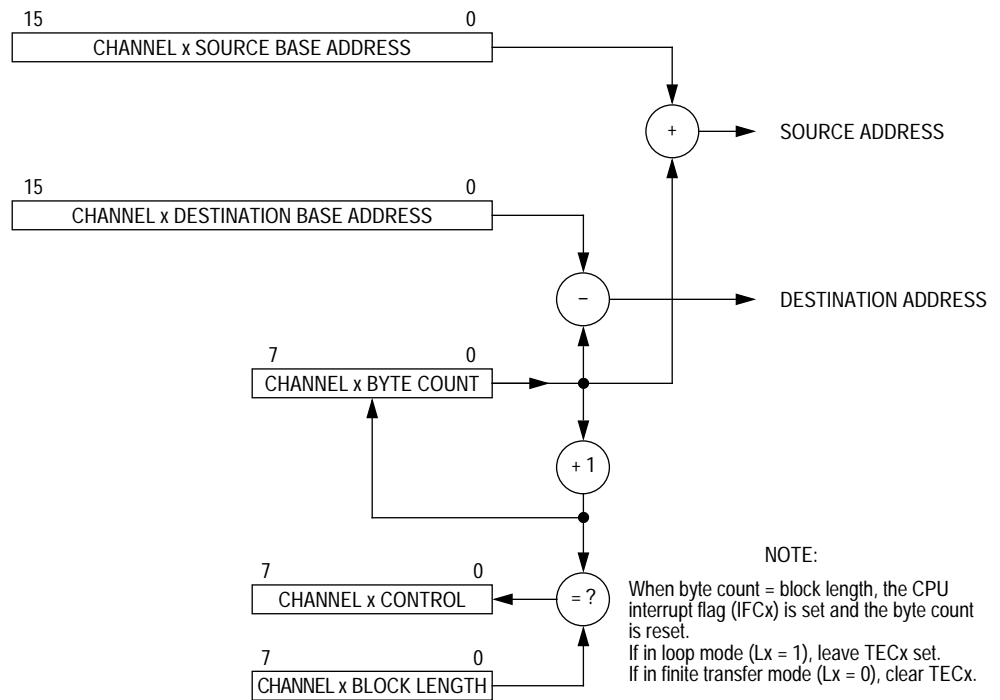 15 0
CHANNEL x SOURCE BASE ADDRESS
+
SOURCE ADDRESS
15 0
CHANNEL x DESTINATION BASE ADDRESS
–
DESTINATION ADDRESS
7 0
CHANNEL x BYTE COUNT
+ 1
7 0
CHANNEL x CONTROL
= ?
7 0
CHANNEL x BLOCK LENGTH
NOTE:
When byte count = block length, the CPU
interrupt flag (IFCx) is set and the byte count
is reset.
If in loop mode (Lx = 1), leave TECx set.
If in finite transfer mode (Lx = 0), clear TECx.